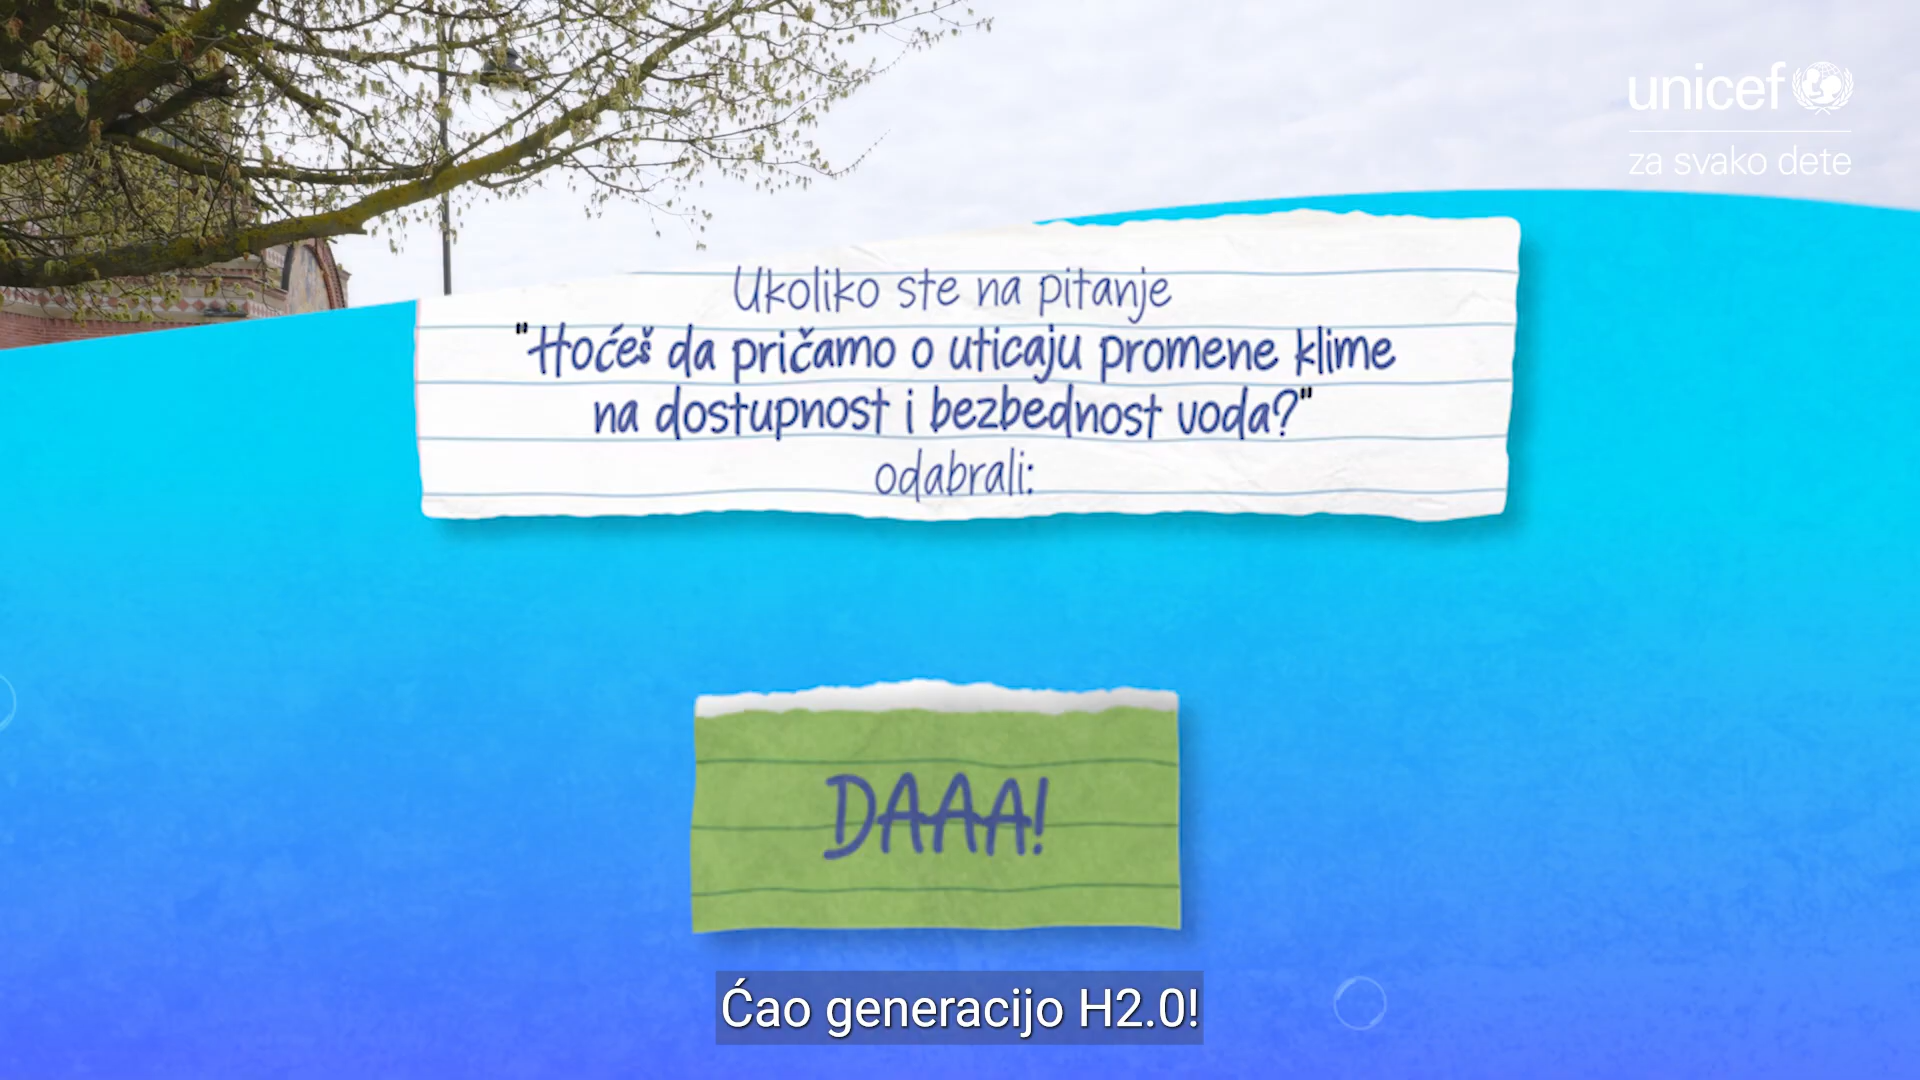 unicef
za svako dete
Ukoliko ste na pitanje
"Hoćeš da pričamo o uticaju promene klime
na dostupnost i bezbednost voda?"
odabrali:
DAAA!
Ćao generacijo H2.0!